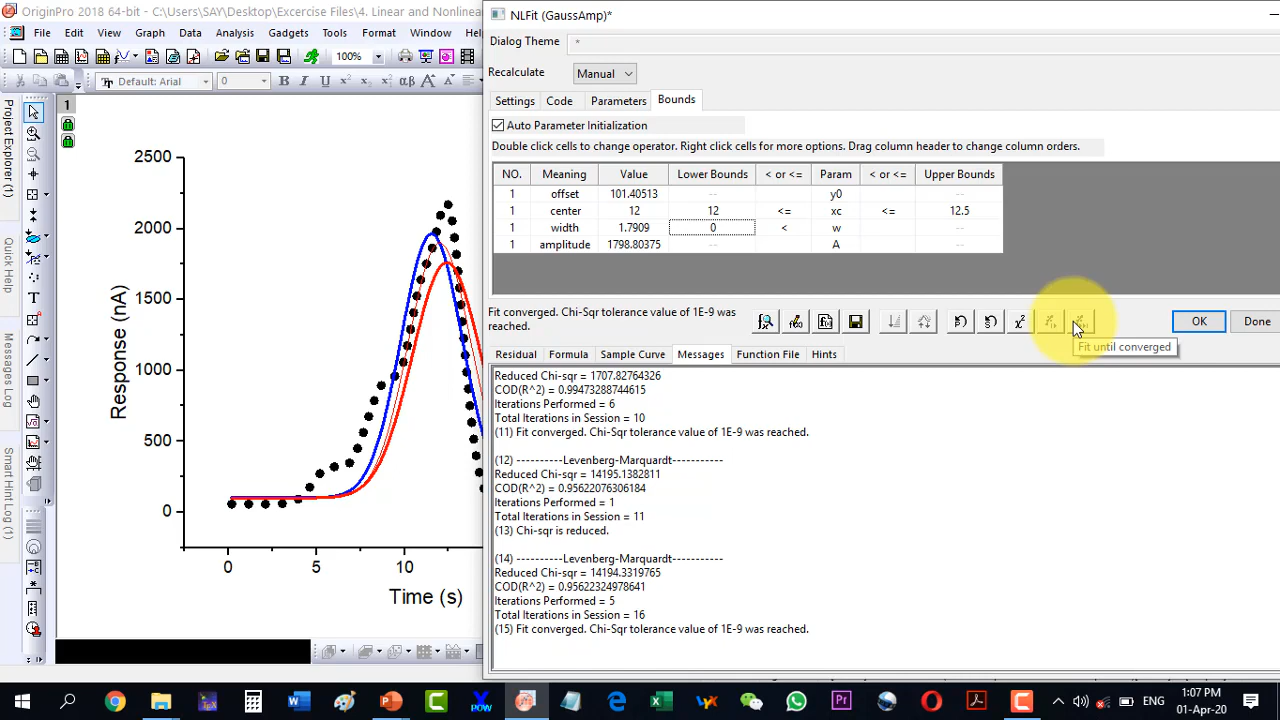 OriginPro 2018 64-bit - C:\Users\SAY\Desktop\Excercise Files\4. Linear and Nonlinea
File Edit View Graph Data Analysis Gadgets Tools Format Window Hel
100%
Default: Arial 0 B I U
NLFit (GaussAmp)*
Dialog Theme *
Recalculate Manual
Settings Code Parameters Bounds
Auto Parameter Initialization
Double click cells to change operator. Right click cells for more options. Drag column header to change column orders.
NO. Meaning Value Lower Bounds < or <= Param < or <= Upper Bounds
1 offset 101.40513 -- y0 --
1 center 12 12 <= xc <= 12.5
1 width 1.7909 0 < w --
1 amplitude 1798.80375 -- A --
Fit converged. Chi-Sqr tolerance value of 1E-9 was
reached.
OK Done
Fit until converged
Residual Formula Sample Curve Messages Function File Hints
Reduced Chi-sqr = 1707.82764326
COD(R^2) = 0.99473288744615
Iterations Performed = 6
Total Iterations in Session = 10
(11) Fit converged. Chi-Sqr tolerance value of 1E-9 was reached.
(12) ----------Levenberg-Marquardt-----------
Reduced Chi-sqr = 14195.1382811
COD(R^2) = 0.95622076306184
Iterations Performed = 1
Total Iterations in Session = 11
(13) Chi-sqr is reduced.
(14) ----------Levenberg-Marquardt-----------
Reduced Chi-sqr = 14194.3319765
COD(R^2) = 0.95622324978641
Iterations Performed = 5
Total Iterations in Session = 16
(15) Fit converged. Chi-Sqr tolerance value of 1E-9 was reached.
Project Explorer (1)
Quick Help
Messages Log
Smart Hint Log (1)
1
2500
2000
1500
1000
500
0
Response (nA)
0 5 10
Time (s)
ENG
1:07 PM
01-Apr-20